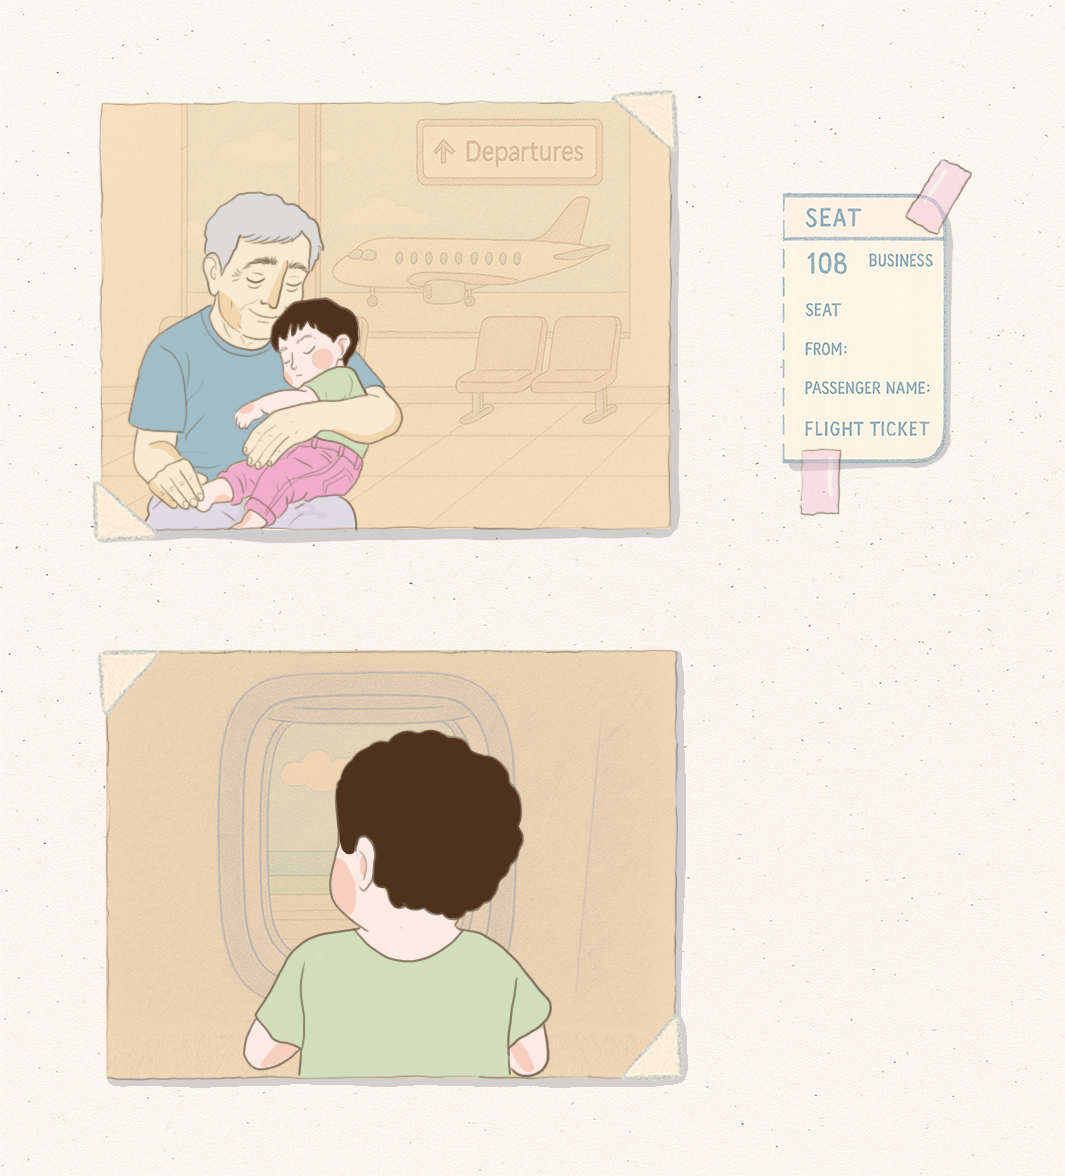 ↑ Departures
SEAT
108 BUSINESS
SEAT
FROM:
PASSENGER NAME:
FLIGHT TICKET